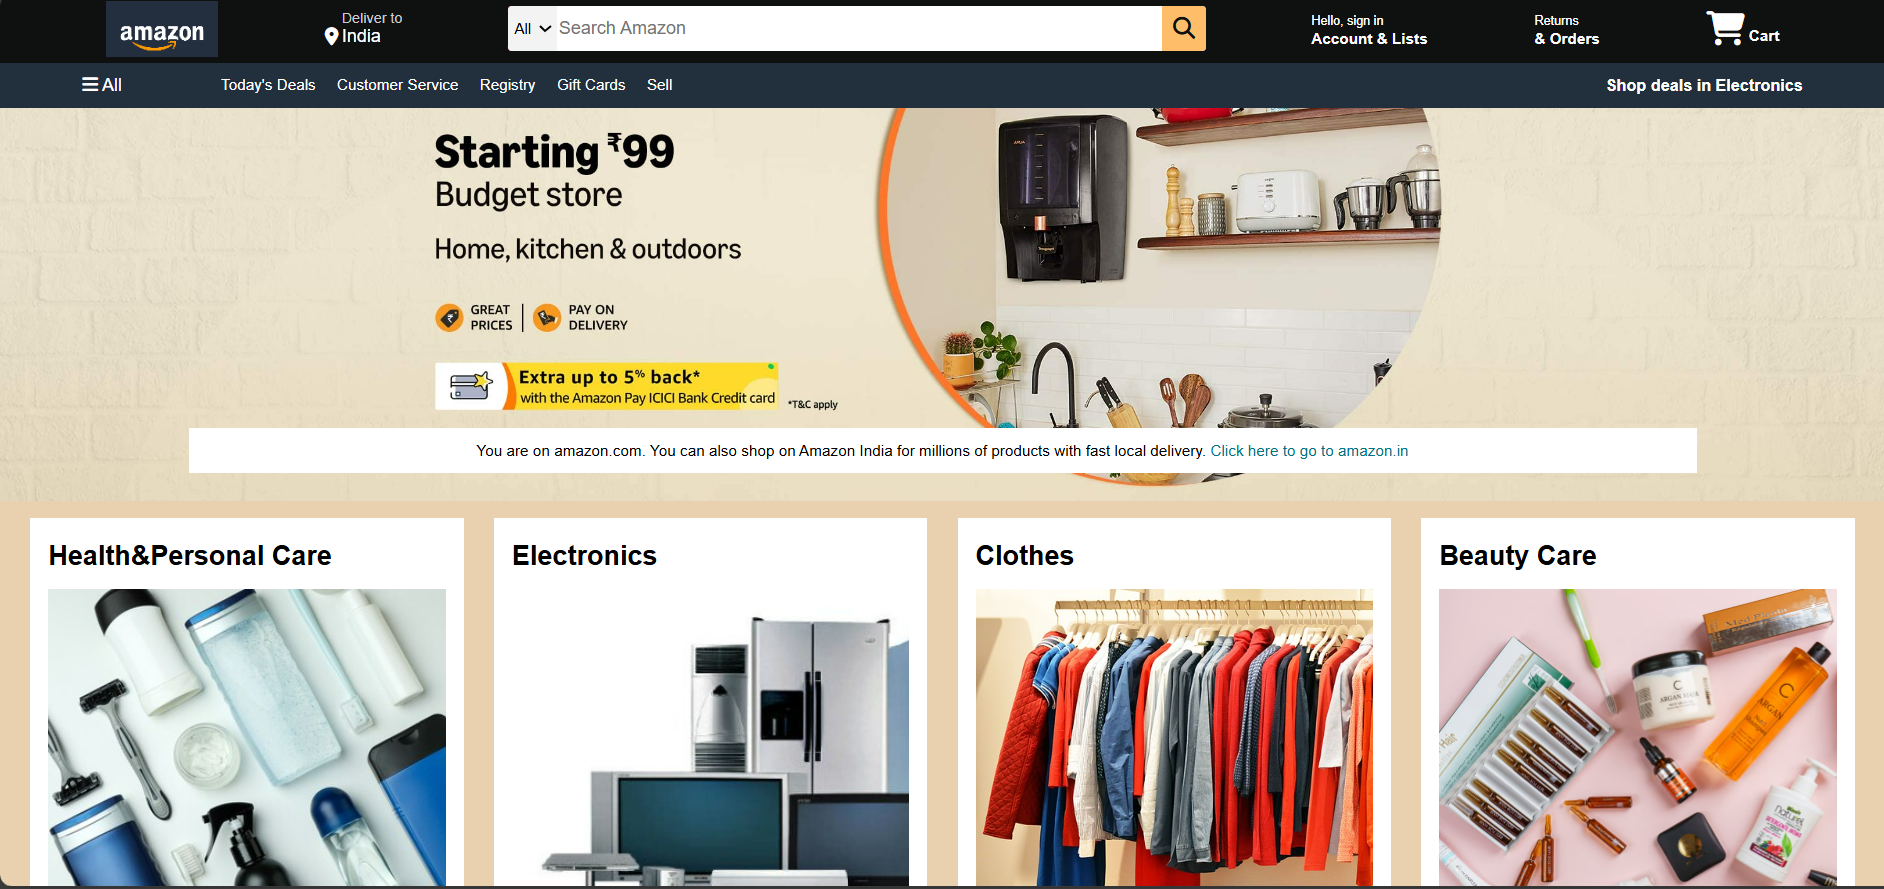 amazon
Deliver to
India
All
Search Amazon
Hello, sign in
Account & Lists
Returns
& Orders
Cart
All
Today's Deals
Customer Service
Registry
Gift Cards
Sell
Shop deals in Electronics
Starting ₹99
Budget store
Home, kitchen & outdoors
GREAT
PRICES
PAY ON
DELIVERY
Extra up to 5% back*
with the Amazon Pay ICICI Bank Credit card
*T&C apply
You are on amazon.com. You can also shop on Amazon India for millions of products with fast local delivery. Click here to go to amazon.in
Health&Personal Care
Electronics
Clothes
Beauty Care
ARGAN MASK
ARGAN